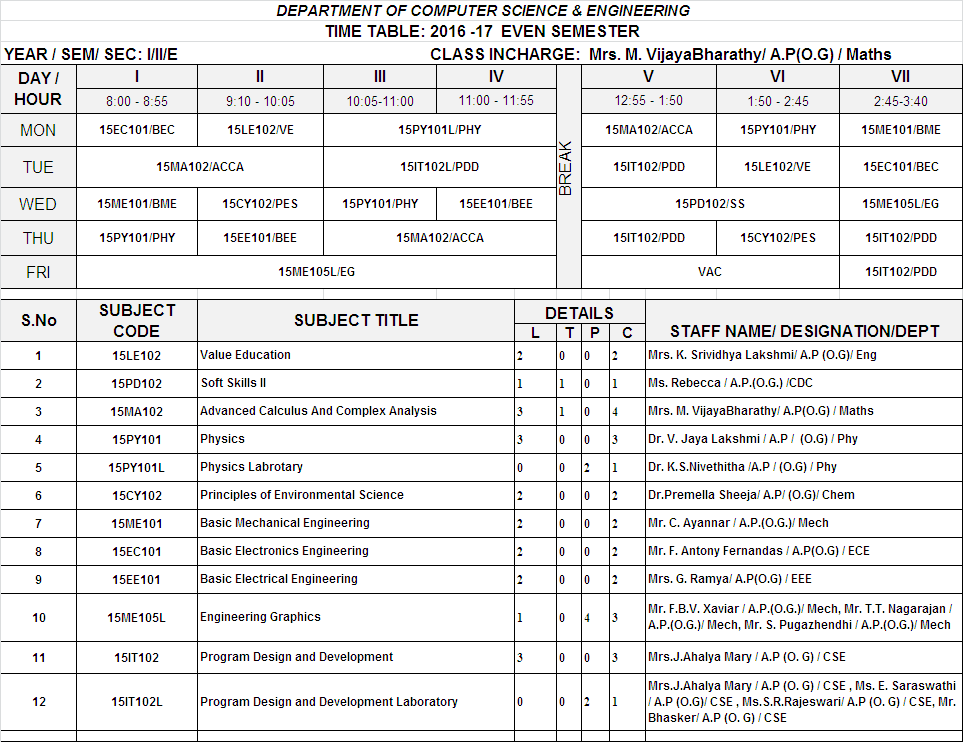 DEPARTMENT OF COMPUTER SCIENCE & ENGINEERING
TIME TABLE: 2016 -17 EVEN SEMESTER
YEAR / SEM/ SEC: I/II/E CLASS INCHARGE: Mrs. M. VijayaBharathy/ A.P(O.G) / Maths
DAY / HOUR I II III IV BREAK V VI VII
8:00 - 8:55 9:10 - 10:05 10:05-11:00 11:00 - 11:55 12:55 - 1:50 1:50 - 2:45 2:45-3:40
MON 15EC101/BEC 15LE102/VE 15PY101L/PHY 15MA102/ACCA 15PY101/PHY 15ME101/BME
TUE 15MA102/ACCA 15IT102L/PDD 15IT102/PDD 15LE102/VE 15EC101/BEC
WED 15ME101/BME 15CY102/PES 15PY101/PHY 15EE101/BEE 15PD102/SS 15ME105L/EG
THU 15PY101/PHY 15EE101/BEE 15MA102/ACCA 15IT102/PDD 15CY102/PES 15IT102/PDD
FRI 15ME105L/EG VAC 15IT102/PDD
S.No SUBJECT CODE SUBJECT TITLE DETAILS STAFF NAME/ DESIGNATION/DEPT
L T P C
1 15LE102 Value Education 2 0 0 2 Mrs. K. Srividhya Lakshmi/ A.P (O.G)/ Eng
2 15PD102 Soft Skills II 1 1 0 1 Ms. Rebecca / A.P.(O.G.) /CDC
3 15MA102 Advanced Calculus And Complex Analysis 3 1 0 4 Mrs. M. VijayaBharathy/ A.P(O.G) / Maths
4 15PY101 Physics 3 0 0 3 Dr. V. Jaya Lakshmi / A.P / (O.G) / Phy
5 15PY101L Physics Labrotary 0 0 2 1 Dr. K.S.Nivethitha /A.P / (O.G) / Phy
6 15CY102 Principles of Environmental Science 2 0 0 2 Dr.Premella Sheeja/ A.P/ (O.G)/ Chem
7 15ME101 Basic Mechanical Engineering 2 0 0 2 Mr. C. Ayannar / A.P.(O.G.)/ Mech
8 15EC101 Basic Electronics Engineering 2 0 0 2 Mr. F. Antony Fernandas / A.P(O.G) / ECE
9 15EE101 Basic Electrical Engineering 2 0 0 2 Mrs. G. Ramya/ A.P(O.G) / EEE
10 15ME105L Engineering Graphics 1 0 4 3 Mr. F.B.V. Xaviar / A.P.(O.G.)/ Mech, Mr. T.T. Nagarajan /
A.P.(O.G.)/ Mech, Mr. S. Pugazhendhi / A.P.(O.G.)/ Mech
11 15IT102 Program Design and Development 3 0 0 3 Mrs.J.Ahalya Mary / A.P (O. G) / CSE
12 15IT102L Program Design and Development Laboratory 0 0 2 1 Mrs.J.Ahalya Mary / A.P (O. G) / CSE , Ms. E. Saraswathi
/ A.P (O.G)/ CSE , Ms.S.R.Rajeswari/ A.P (O. G) / CSE, Mr.
Bhasker/ A.P (O. G) / CSE